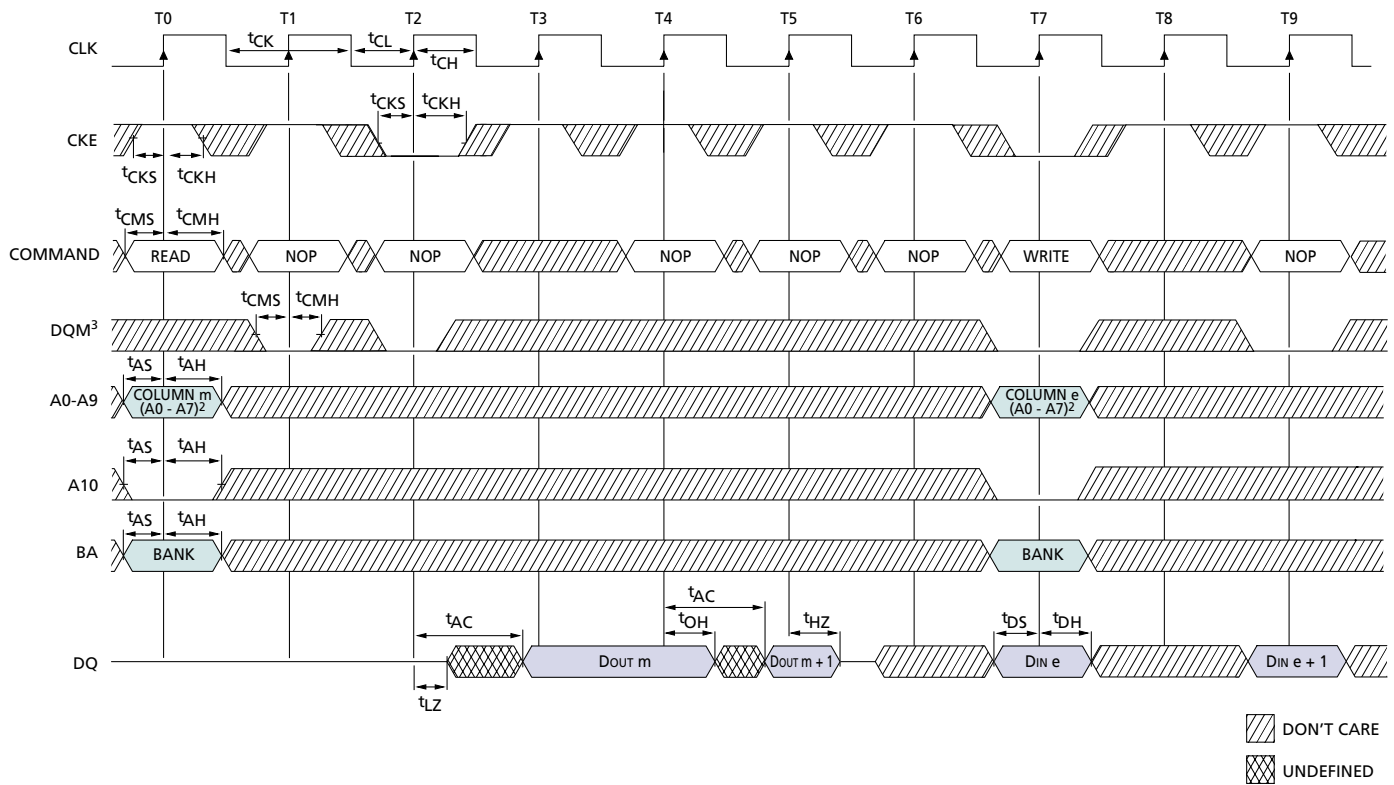 T0 T1 T2 T3 T4 T5 T6 T7 T8 T9
CLK
tCK tCL
tCH
tCKS tCKH
CKE
tCKS tCKH
tCMS tCMH
COMMAND READ NOP NOP NOP NOP NOP WRITE NOP
tCMS tCMH
DQM3
tAS tAH
A0-A9 COLUMN m (A0 - A7)2 COLUMN e (A0 - A7)2
tAS tAH
A10
tAS tAH
BA BANK BANK
tAC tAC tOH tHZ tDS tDH
DQ DOUT m DOUT m + 1 DIN e DIN e + 1
tLZ
DON'T CARE
UNDEFINED